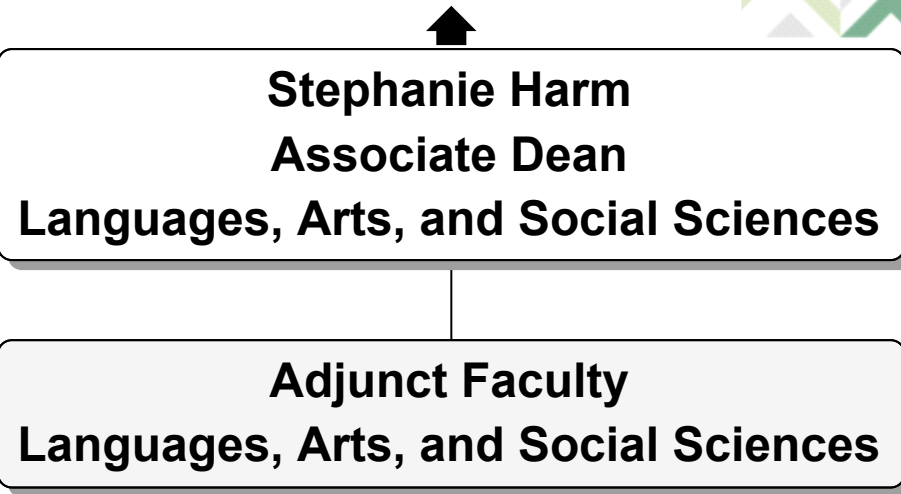 Stephanie Harm
Associate Dean
Languages, Arts, and Social Sciences
Adjunct Faculty
Languages, Arts, and Social Sciences